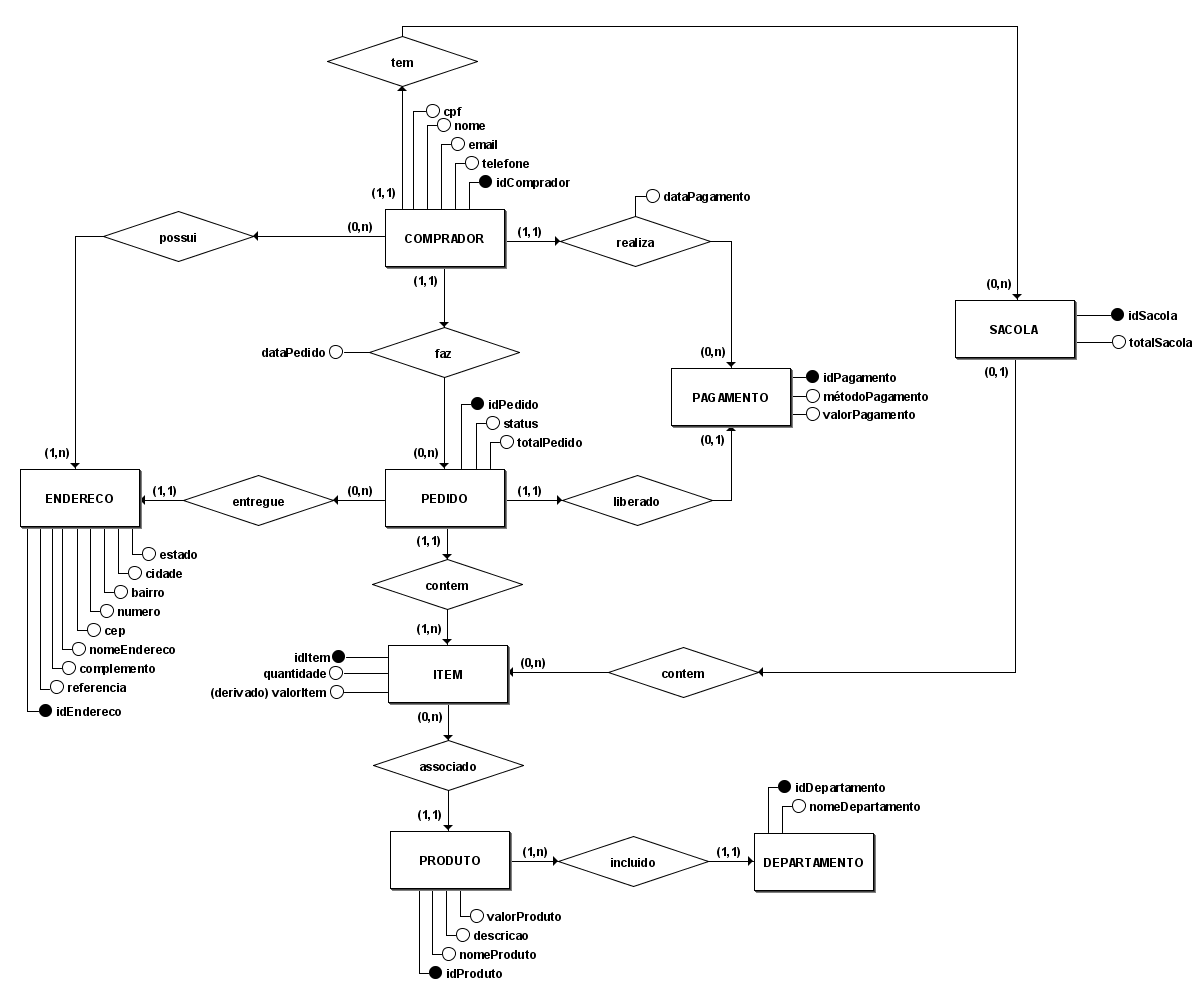 tem
cpf
nome
email
telefone
idComprador
(1,1)
dataPagamento
(0,n)
COMPRADOR
(1,1)
possui
realiza
(1,1)
(0,n)
idSacola
SACOLA
totalSacola
(0,1)
dataPedido
faz
(0,n)
idPagamento
PAGAMENTO
métodoPagamento
valorPagamento
(0,1)
idPedido
status
totalPedido
(1,n)
(0,n)
ENDERECO
(1,1)
entregue
(0,n)
PEDIDO
(1,1)
liberado
(1,1)
estado
cidade
bairro
numero
cep
nomeEndereco
complemento
referencia
idEndereco
contem
(1,n)
idItem
quantidade
(derivado) valorItem
ITEM
(0,n)
contem
(0,n)
associado
(1,1)
idDepartamento
nomeDepartamento
PRODUTO
(1,n)
incluido
(1,1)
DEPARTAMENTO
valorProduto
descricao
nomeProduto
idProduto